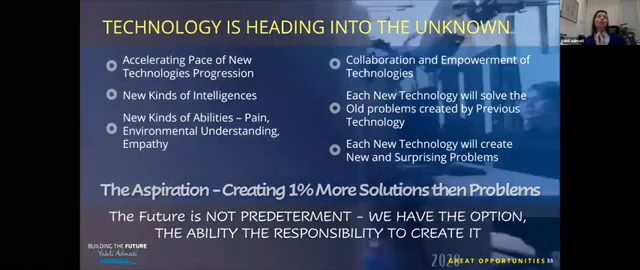 TECHNOLOGY IS HEADING INTO THE UNKNOWN
Accelerating Pace of New
Technologies Progression
New Kinds of Intelligences
New Kinds of Abilities – Pain,
Environmental Understanding,
Empathy
Collaboration and Empowerment of
Technologies
Each New Technology will solve the
Old problems created by Previous
Technology
Each New Technology will create
New and Surprising Problems
The Aspiration – Creating 1% More Solutions then Problems
The Future is NOT PREDETERMENT – WE HAVE THE OPTION,
THE ABILITY THE RESPONSIBILITY TO CREATE IT
BUILDING THE FUTURE
Yahli Admati
GREAT OPPORTUNITIES 33